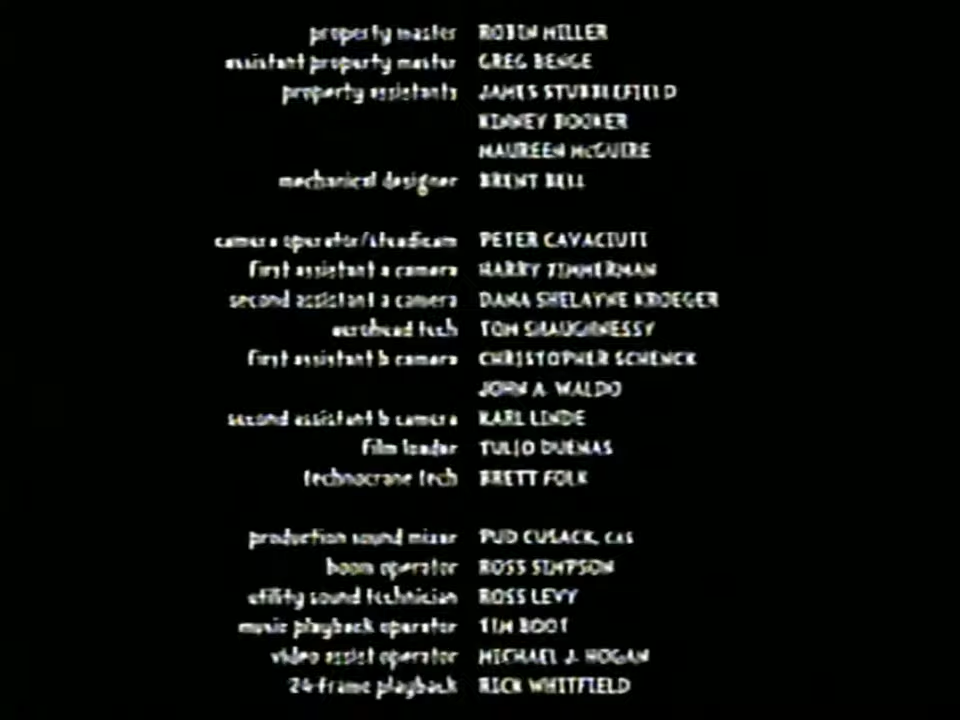 property master ROBIN MILLER
assistant property master GREG BENGE
property assistants JAMES STUBBLEFIELD
KINNEY BOOKER
MAUREEN McGUIRE
mechanical designer BRENT BELL
camera operator/steadicam PETER CAVACIUTI
first assistant a camera HARRY ZIMMERMAN
second assistant a camera DANA SHELAYNE KROEGER
aerohead tech TOM SHAUGHNESSY
first assistant b camera CHRISTOPHER SCHENCK
JOHN A. WALDO
second assistant b camera KARL LINDE
film loader TULIO DUENAS
technocrane tech BRETT FOLK
production sound mixer PUD CUSACK, CAS
boom operator ROSS SIMPSON
utility sound technician ROSS LEVY
music playback operator TIM BOOT
video assist operator MICHAEL J. HOGAN
24-frame playback RICK WHITFIELD